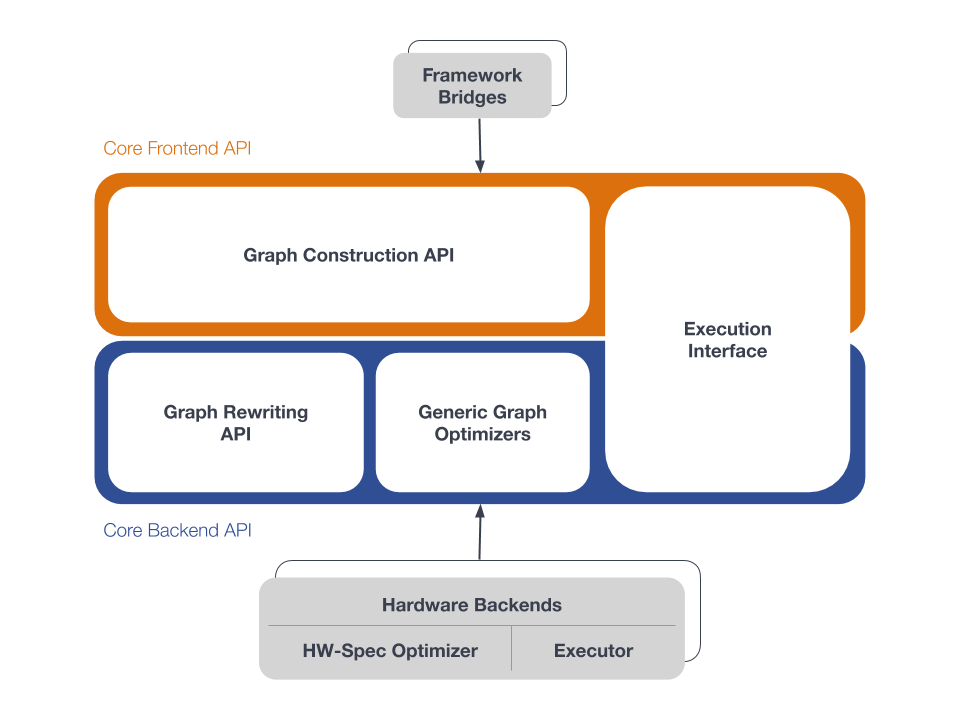 Framework
Bridges
Core Frontend API
Graph Construction API
Execution
Interface
Graph Rewriting
API
Generic Graph
Optimizers
Core Backend API
Hardware Backends
HW-Spec Optimizer
Executor